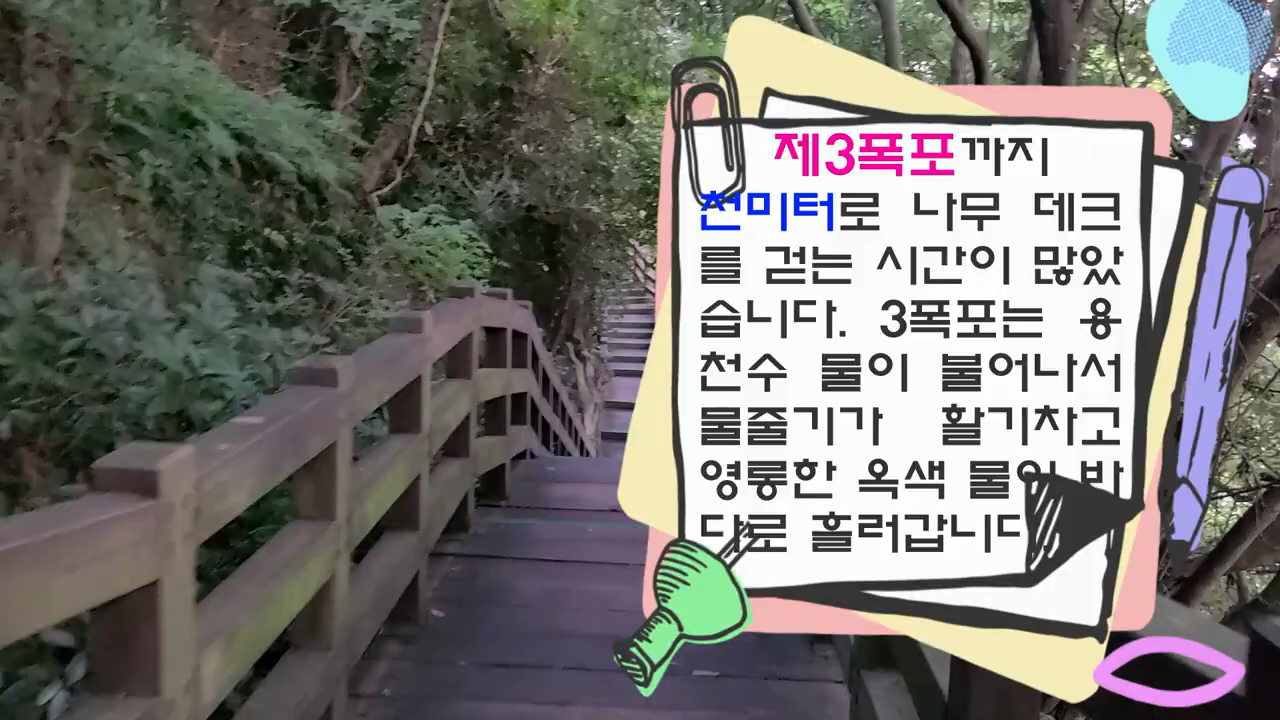 제3폭포까지
천미터로 나무 데크
를 걷는 시간이 많았
습니다. 3폭포는 용
천수 물이 불어나서
물줄기가 활기차고
영롱한 옥색 물이 바
다로 흘러갑니다